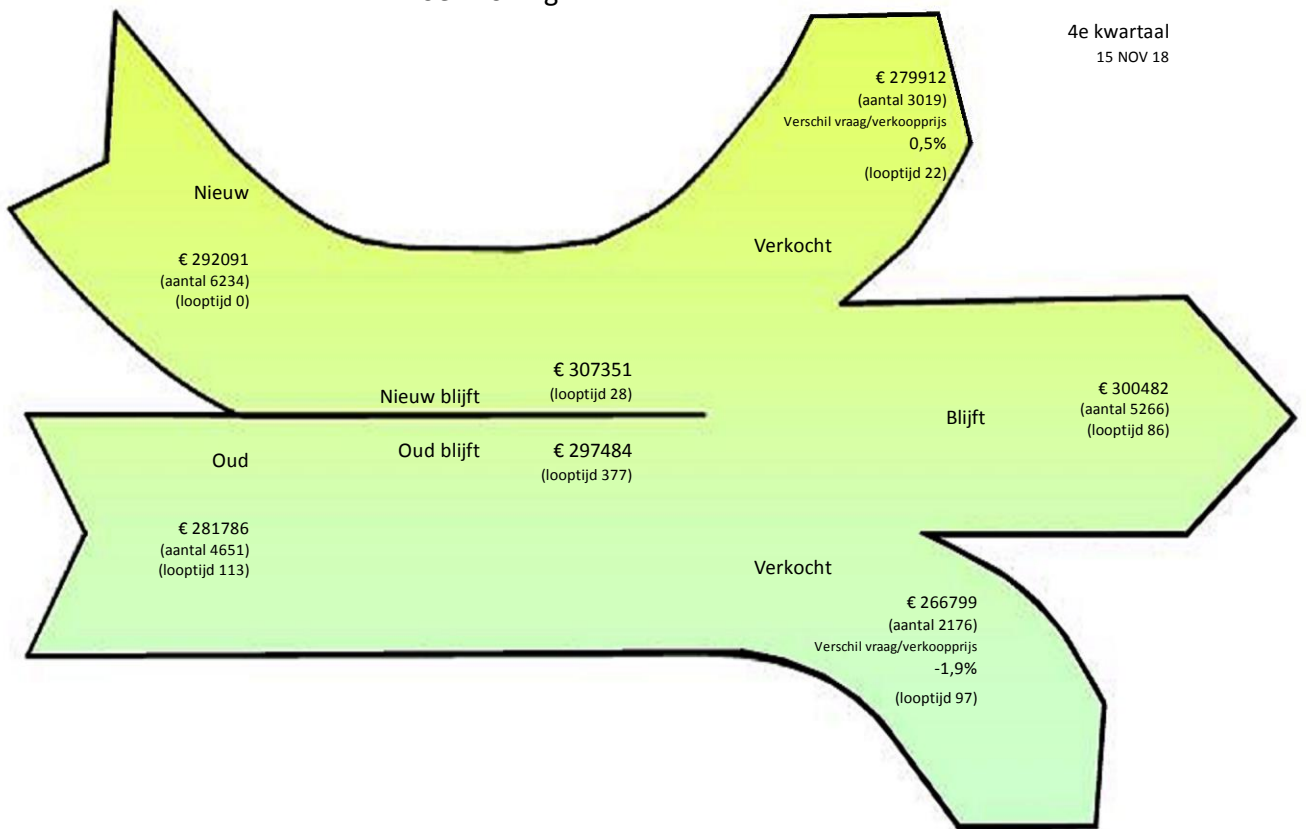 4e kwartaal
15 NOV 18
€ 279912
(aantal 3019)
Verschil vraag/verkoopprijs
0,5%
(looptijd 22)
Nieuw
Verkocht
€ 292091
(aantal 6234)
(looptijd 0)
€ 307351
Nieuw blijft
(looptijd 28)
€ 300482
(aantal 5266)
(looptijd 86)
Blijft
Oud
Oud blijft
€ 297484
(looptijd 377)
€ 281786
(aantal 4651)
(looptijd 113)
Verkocht
€ 266799
(aantal 2176)
Verschil vraag/verkoopprijs
-1,9%
(looptijd 97)